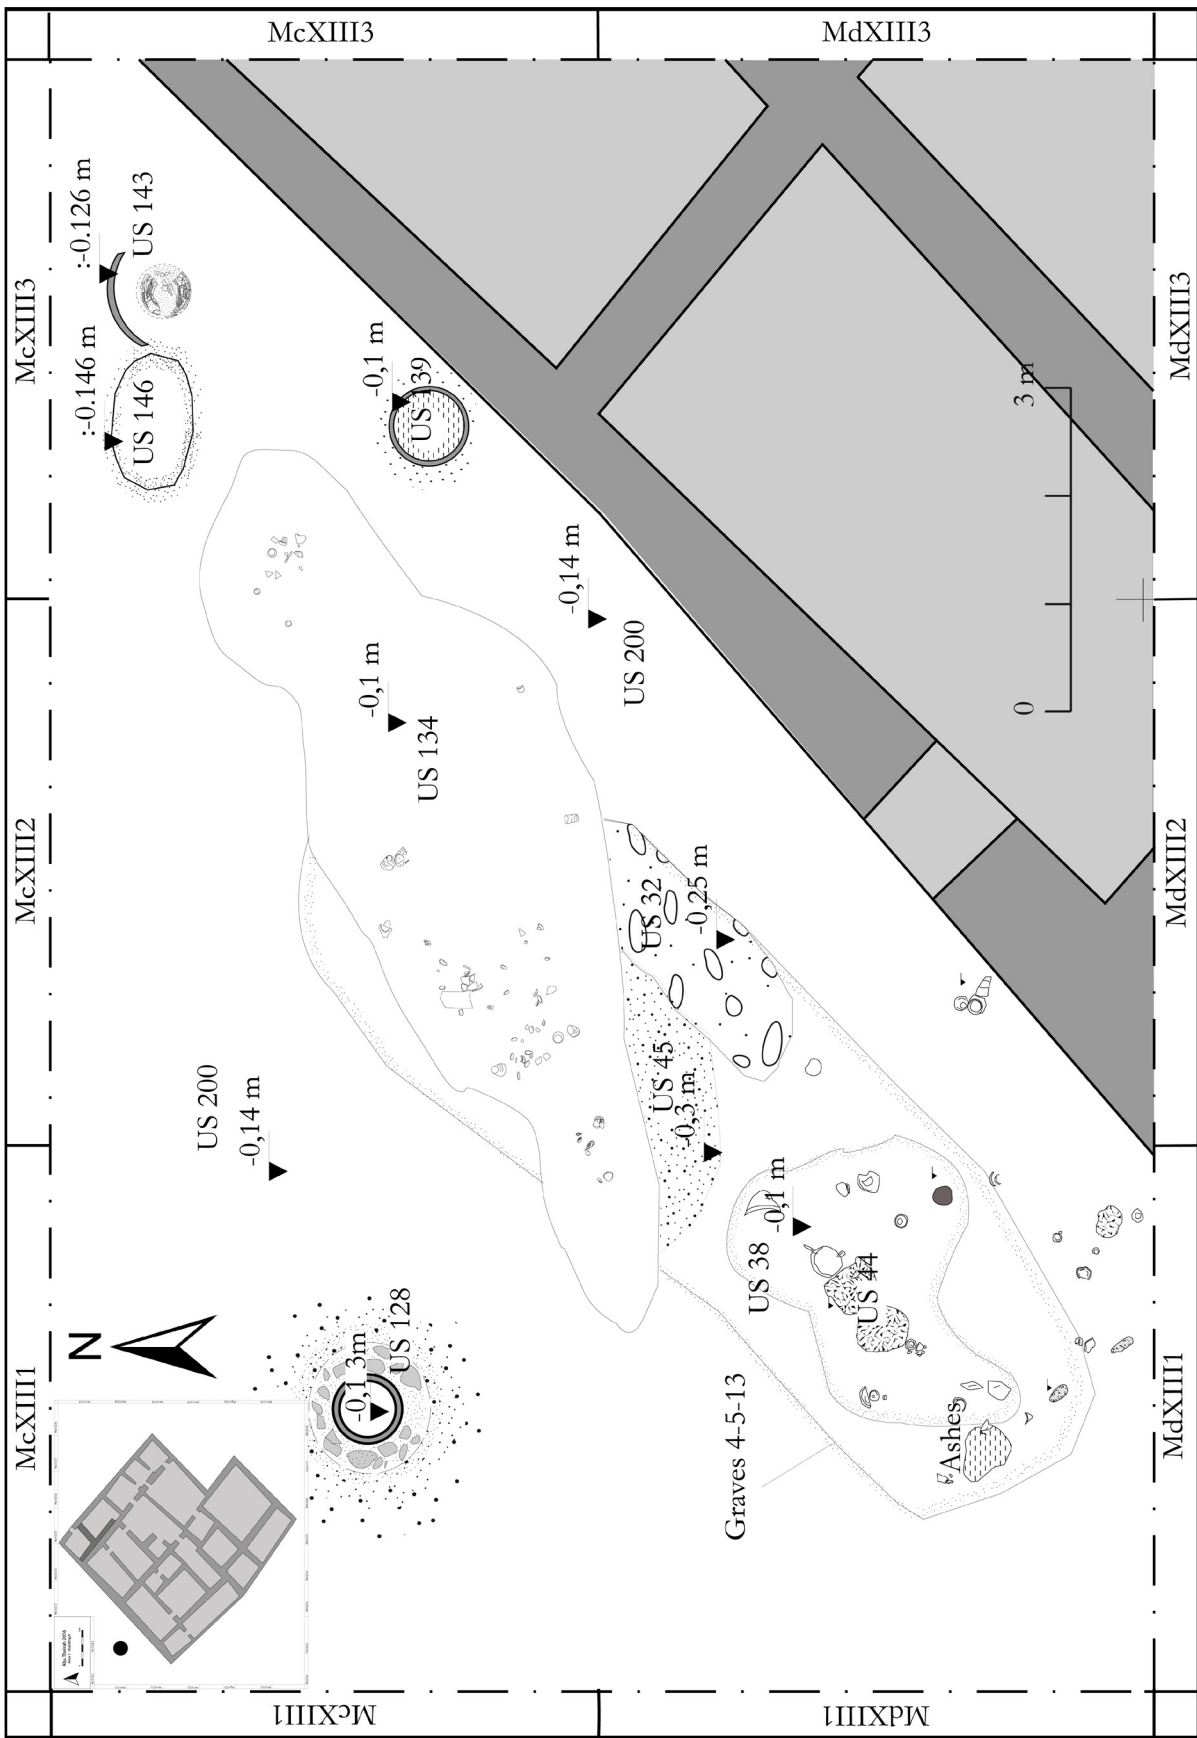 McXIII3
MdXIII3
McXIII3
McXIII2
McXIII1
MdXIII3
MdXIII2
MdXIII1
McXIII1
MdXIII1
:-0.126 m
US 143
:-0.146 m
US 146
-0,1 m
US 139
-0,14 m
US 200
-0,1 m
US 134
US 32
-0,25 m
US 45
-0,3 m
US 200
-0,14 m
-0,1 m
US 38
US 44
-0,13m
US 128
Graves 4-5-13
Ashes
N
0
3 m